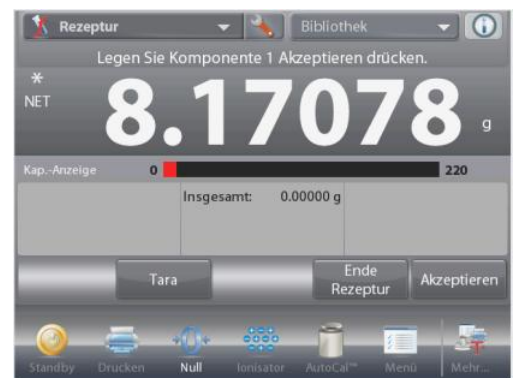 Rezeptur Bibliothek
Legen Sie Komponente 1 Akzeptieren drücken.
*
NET
8.17078 g
Kap.-Anzeige 0 220
Insgesamt: 0.00000 g
Tara
Ende
Rezeptur
Akzeptieren
Standby Drucken Null Ionisator AutoCal™ Menü Mehr...